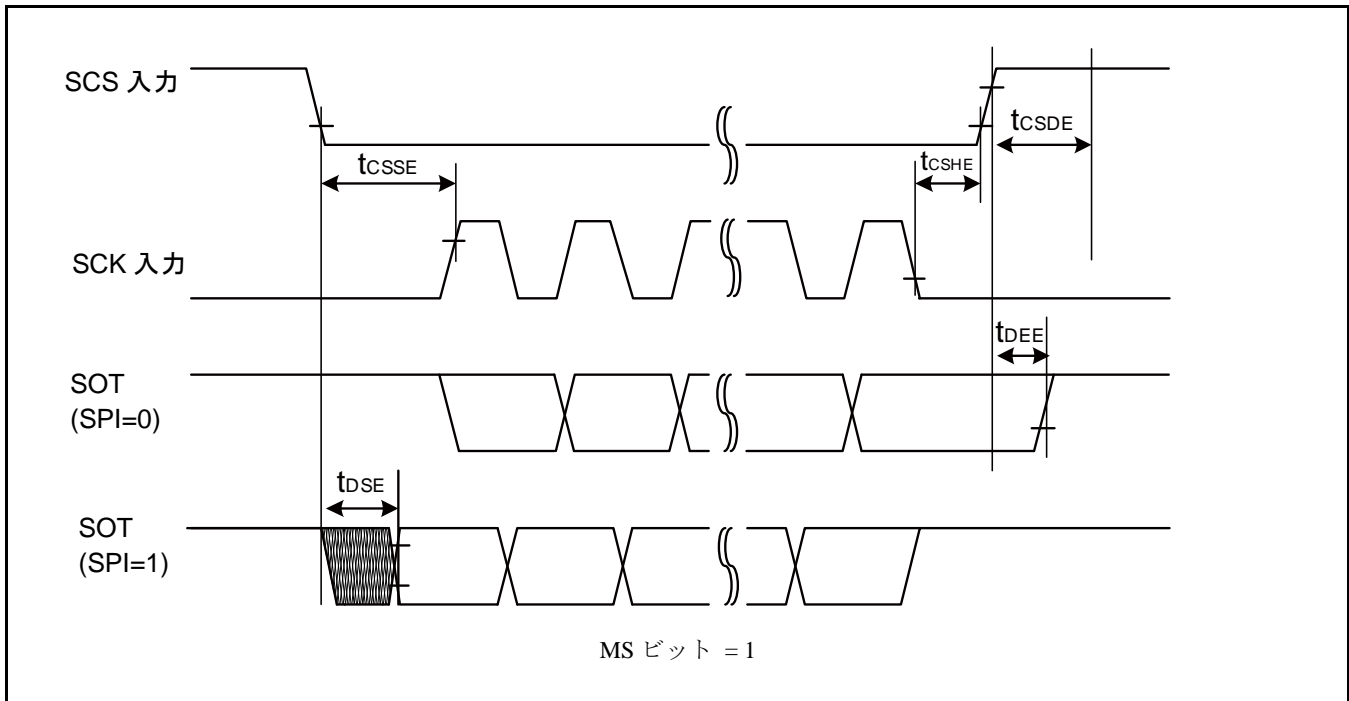 SCS 入力
tCSDE
tCSSE
tCSHE
SCK 入力
tDEE
SOT
(SPI=0)
tDSE
SOT
(SPI=1)
MS ビット = 1